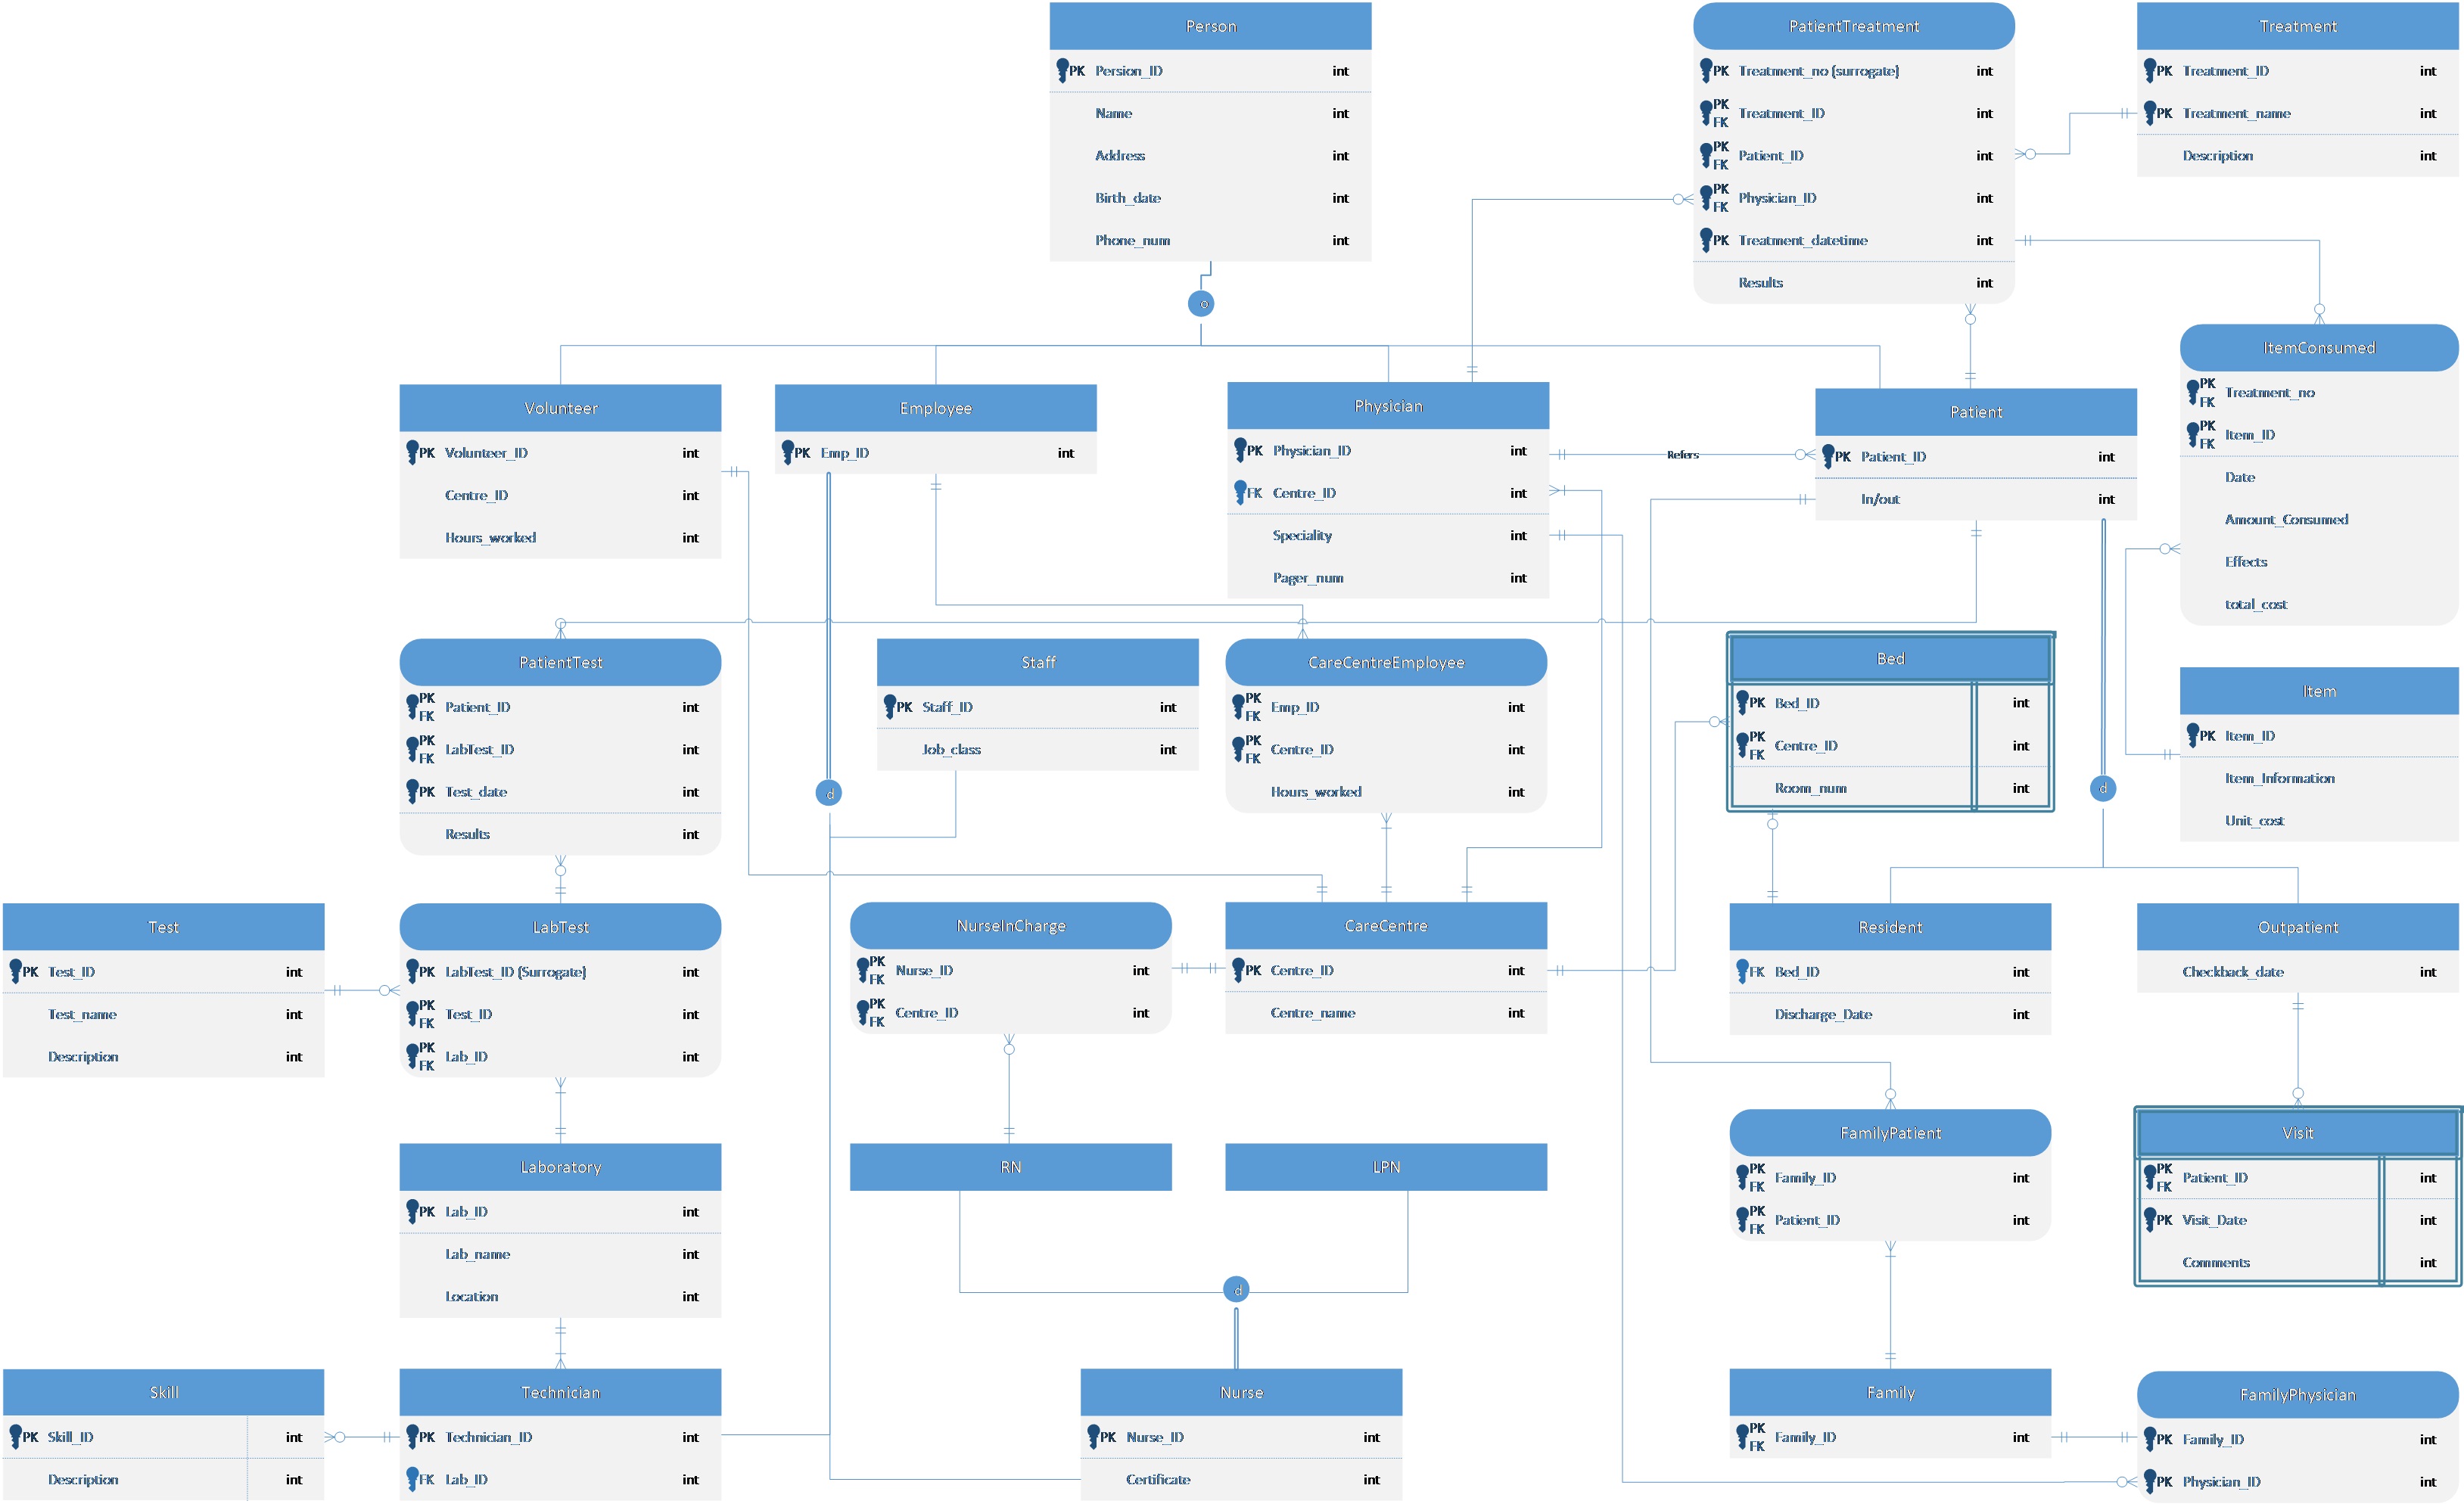 Person
PK Persion_ID int
Name int
Address int
Birth_date int
Phone_num int
o
PatientTreatment
PK Treatment_no (surrogate) int
PK FK Treatment_ID int
PK FK Patient_ID int
PK FK Physician_ID int
PK Treatment_datetime int
Results int
Treatment
PK Treatment_ID int
PK Treatment_name int
Description int
Volunteer
PK Volunteer_ID int
Centre_ID int
Hours_worked int
Employee
PK Emp_ID int
Physician
PK Physician_ID int
FK Centre_ID int
Speciality int
Pager_num int
Refers
Patient
PK Patient_ID int
In/out int
ItemConsumed
PK FK Treatment_no
PK FK Item_ID
Date
Amount_Consumed
Effects
total_cost
PatientTest
PK FK Patient_ID int
PK FK LabTest_ID int
PK Test_date int
Results int
d
Staff
PK Staff_ID int
Job_class int
CareCentreEmployee
PK FK Emp_ID int
PK FK Centre_ID int
Hours_worked int
Bed
PK Bed_ID int
PK FK Centre_ID int
Room_num int
d
Item
PK Item_ID
Item_Information
Unit_cost
Test
PK Test_ID int
Test_name int
Description int
LabTest
PK LabTest_ID (Surrogate) int
PK FK Test_ID int
PK FK Lab_ID int
NurseInCharge
PK FK Nurse_ID int
PK FK Centre_ID int
CareCentre
PK Centre_ID int
Centre_name int
Resident
FK Bed_ID int
Discharge_Date int
Outpatient
Checkback_date int
Laboratory
PK Lab_ID int
Lab_name int
Location int
RN
LPN
d
FamilyPatient
PK FK Family_ID int
PK FK Patient_ID int
Visit
PK FK Patient_ID int
PK Visit_Date int
Comments int
Skill
PK Skill_ID int
Description int
Technician
PK Technician_ID int
FK Lab_ID int
Nurse
PK Nurse_ID int
Certificate int
Family
PK FK Family_ID int
FamilyPhysician
PK Family_ID int
PK Physician_ID int